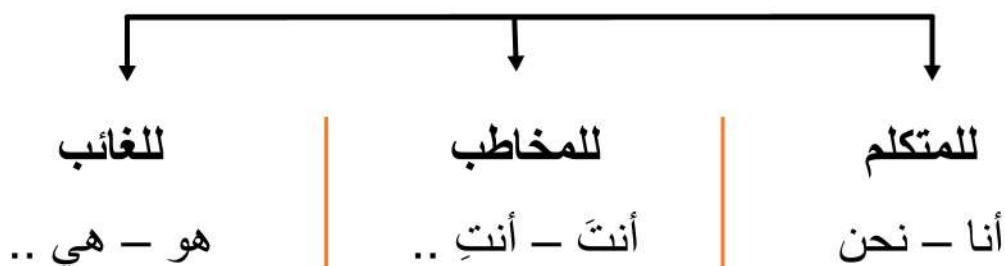 للمتكلم
أنا – نحن
للمخاطب
أنتَ – أنتِ ..
للغائب
هو – هي ..